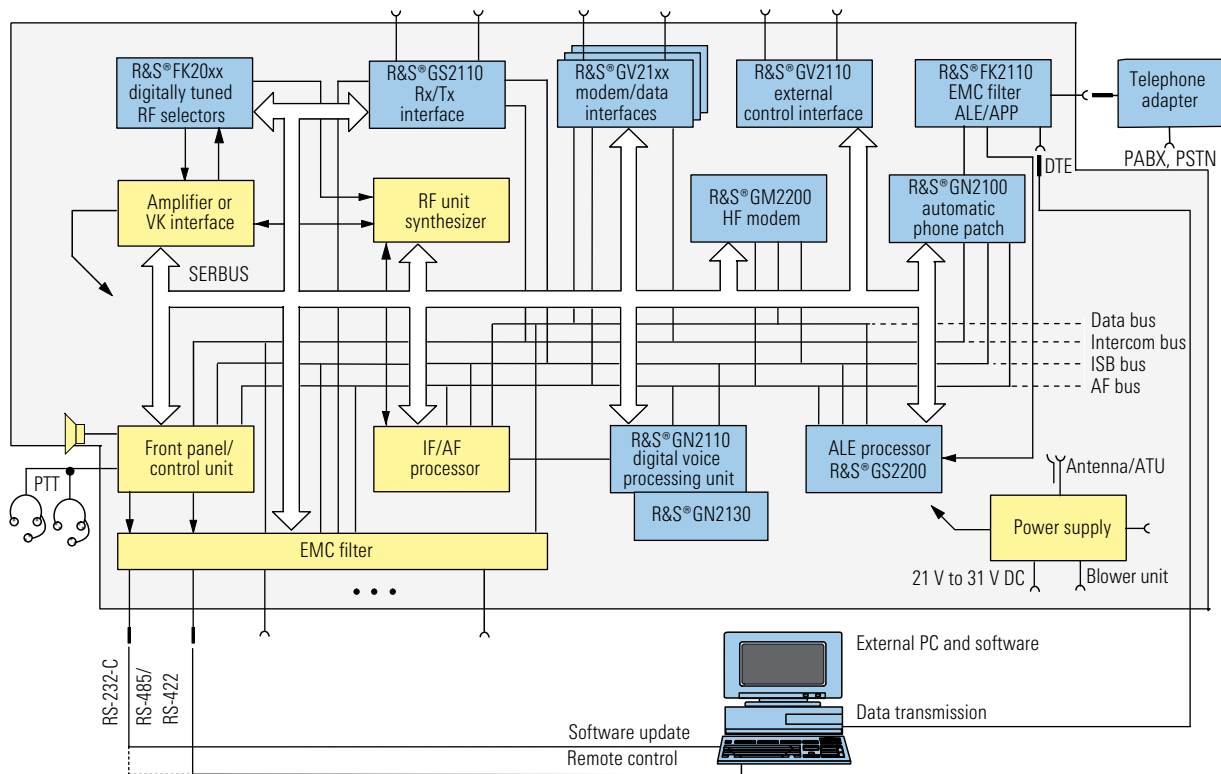 R&S®FK20xx
digitally tuned
RF selectors
R&S®GS2110
Rx/Tx
interface
R&S®GV21xx
modem/data
interfaces
R&S®GV2110
external
control interface
R&S®FK2110
EMC filter
ALE/APP
Telephone
adapter
PABX, PSTN
DTE
Amplifier or
VK interface
RF unit
synthesizer
R&S®GM2200
HF modem
R&S®GN2100
automatic
phone patch
SERBUS
Data bus
Intercom bus
ISB bus
AF bus
Front panel/
control unit
IF/AF
processor
R&S®GN2110
digital voice
processing unit
R&S®GN2130
ALE processor
R&S®GS2200
Antenna/ATU
PTT
Power supply
EMC filter
21 V to 31 V DC
Blower unit
• • •
External PC and software
RS-232-C
RS-485/
RS-422
Data transmission
Software update
Remote control